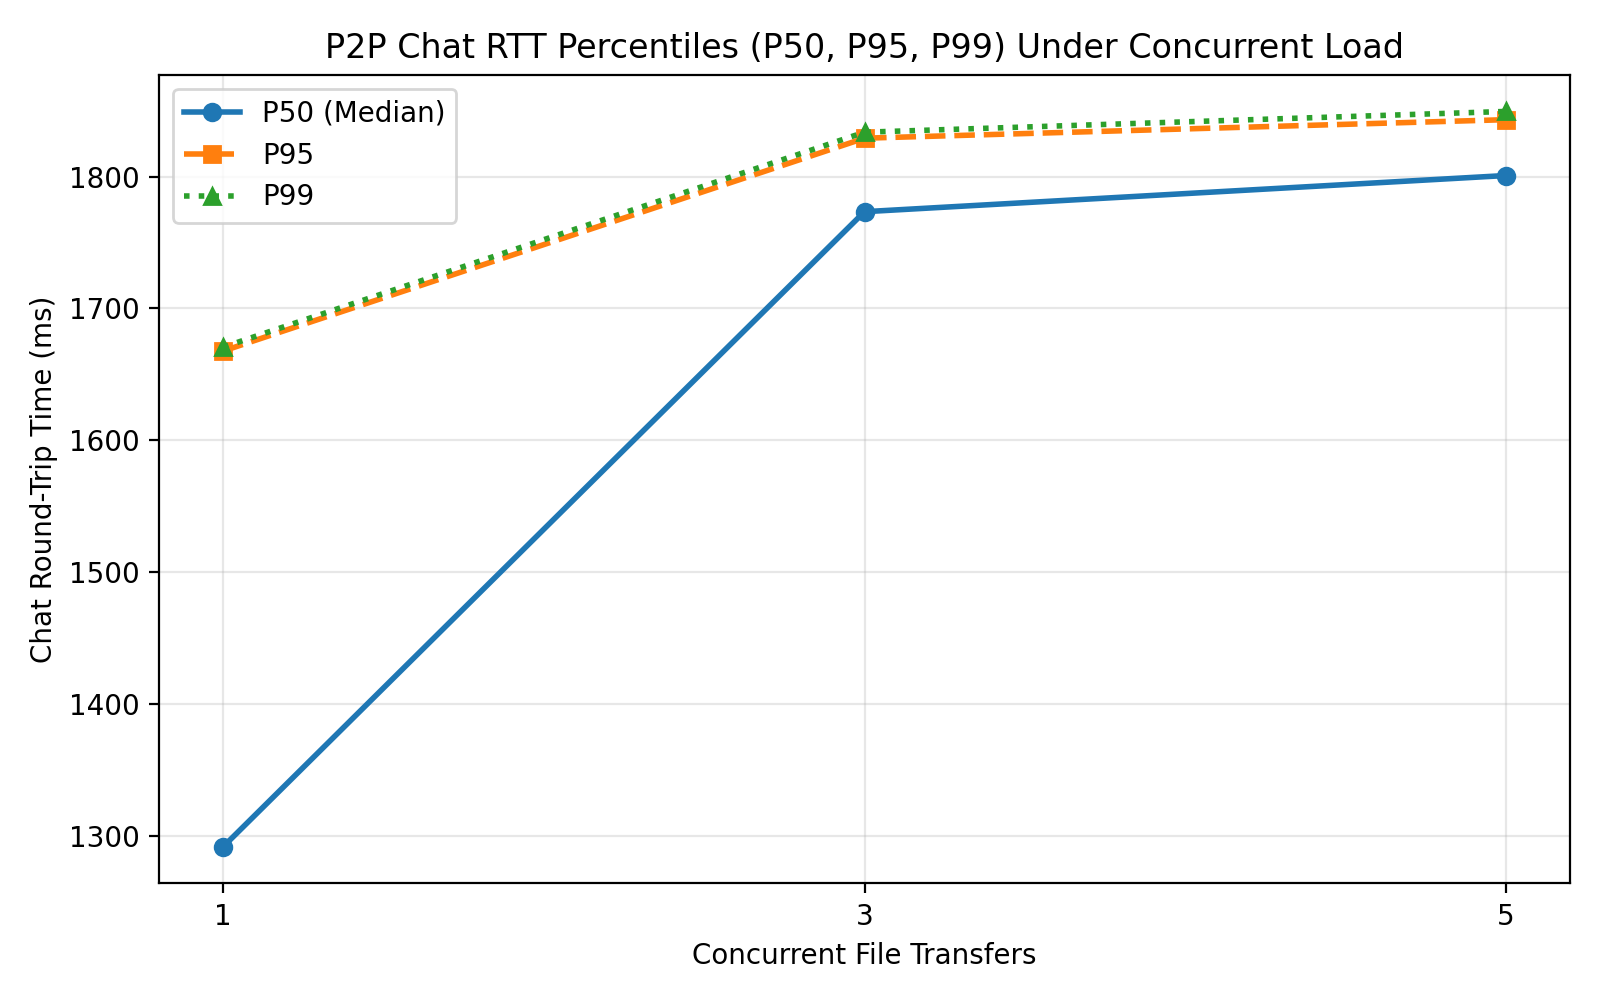 P2P Chat RTT Percentiles (P50, P95, P99) Under Concurrent Load
P50 (Median)
P95
P99
Chat Round-Trip Time (ms)
1800
1700
1600
1500
1400
1300
1 3 5
Concurrent File Transfers